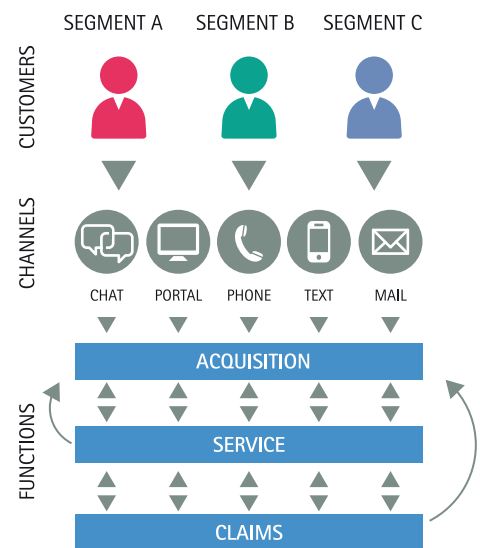 SEGMENT A SEGMENT B SEGMENT C
CUSTOMERS
CHANNELS
CHAT PORTAL PHONE TEXT MAIL
FUNCTIONS
ACQUISITION
SERVICE
CLAIMS